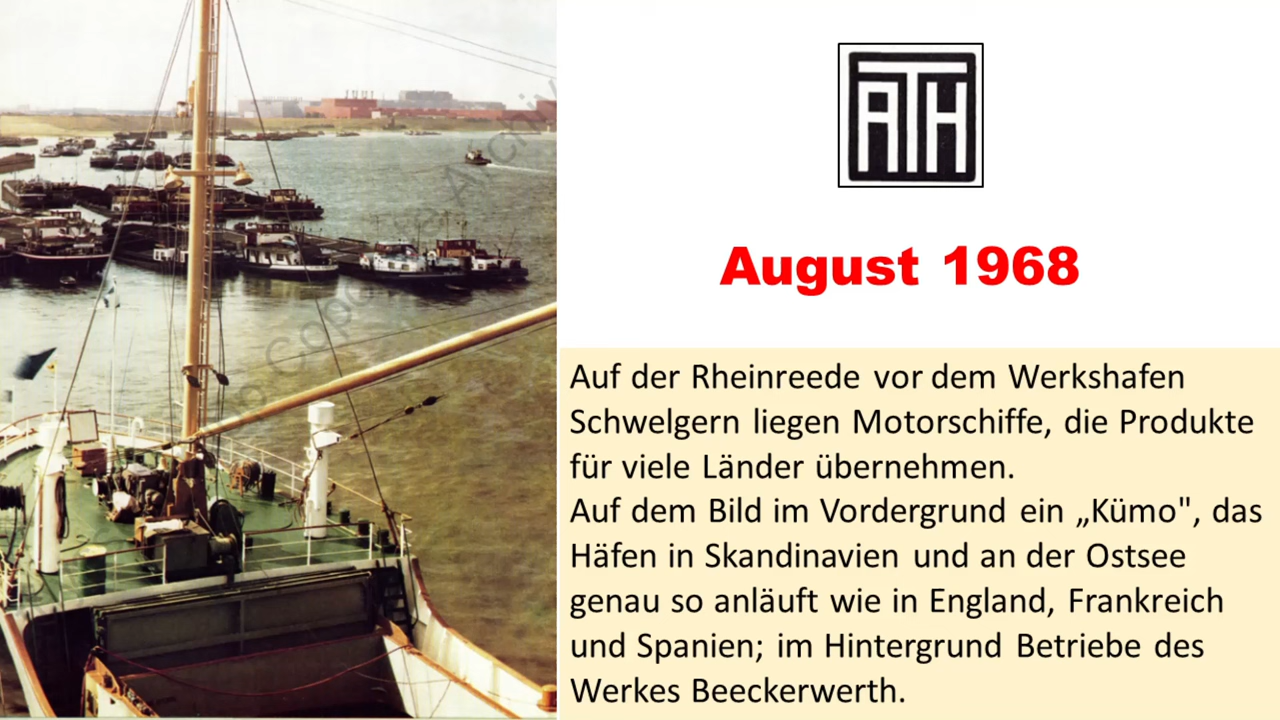 ATH
August 1968
Auf der Rheinreede vor dem Werkshafen
Schwelgern liegen Motorschiffe, die Produkte
für viele Länder übernehmen.
Auf dem Bild im Vordergrund ein „Kümo", das
Häfen in Skandinavien und an der Ostsee
genau so anläuft wie in England, Frankreich
und Spanien; im Hintergrund Betriebe des
Werkes Beeckerwerth.